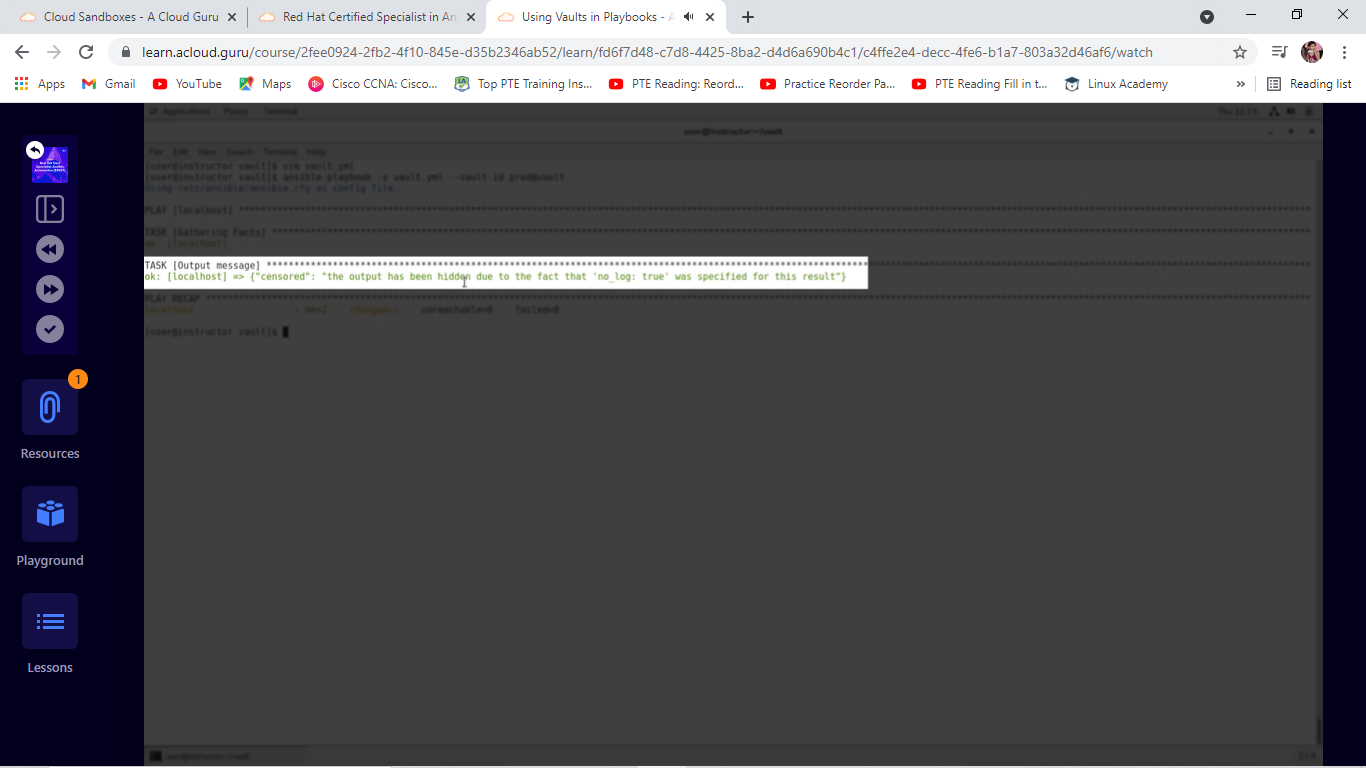 Cloud Sandboxes - A Cloud Guru
Red Hat Certified Specialist in An
Using Vaults in Playbooks - A
learn.acloud.guru/course/2fee0924-2fb2-4f10-845e-d35b2346ab52/learn/fd6f7d48-c7d8-4425-8ba2-d4d6a690b4c1/c4ffe2e4-decc-4fe6-b1a7-803a32d46af6/watch
Apps Gmail YouTube Maps Cisco CCNA: Cisco... Top PTE Training Ins... PTE Reading: Reord... Practice Reorder Pa... PTE Reading Fill in t... Linux Academy » Reading list
Applications Places Terminal Thu 11:23
user@instructor:~/vault
File Edit View Search Terminal Help
[user@instructor vault]$ vim vault.yml
[user@instructor vault]$ ansible-playbook -v vault.yml --vault-id prod@vault
Using /etc/ansible/ansible.cfg as config file
PLAY [localhost] ****
TASK [Gathering Facts] ****
ok: [localhost]
TASK [Output message] ****
ok: [localhost] => {"censored": "the output has been hidden due to the fact that 'no_log: true' was specified for this result"}
PLAY RECAP ****
localhost : ok=2 unreachable=0 failed=0
[user@instructor vault]$
1
Resources
Playground
Lessons
user@instructor:~/vault